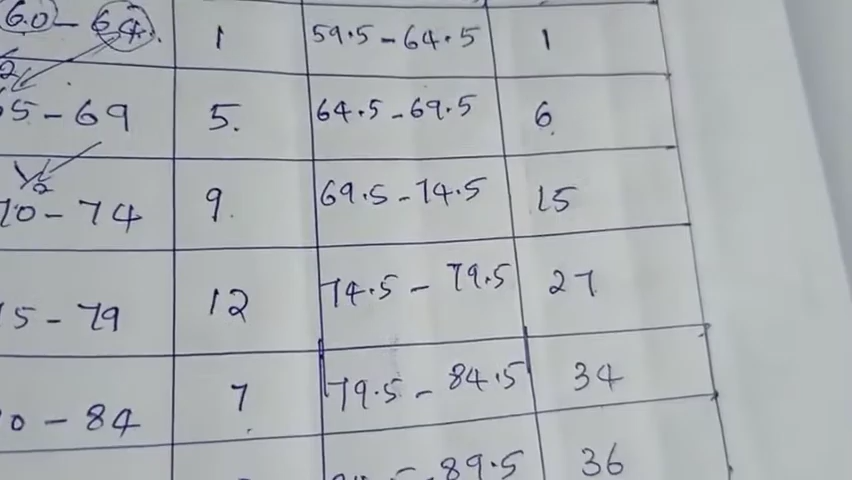 60 - 64. 1 59.5 - 64.5 1
5 - 69 5. 64.5 - 69.5 6
1/2
70 - 74 9. 69.5 - 74.5 15
5 - 79 12 74.5 - 79.5 27
0 - 84 7 79.5 - 84.5 34
89.5 36